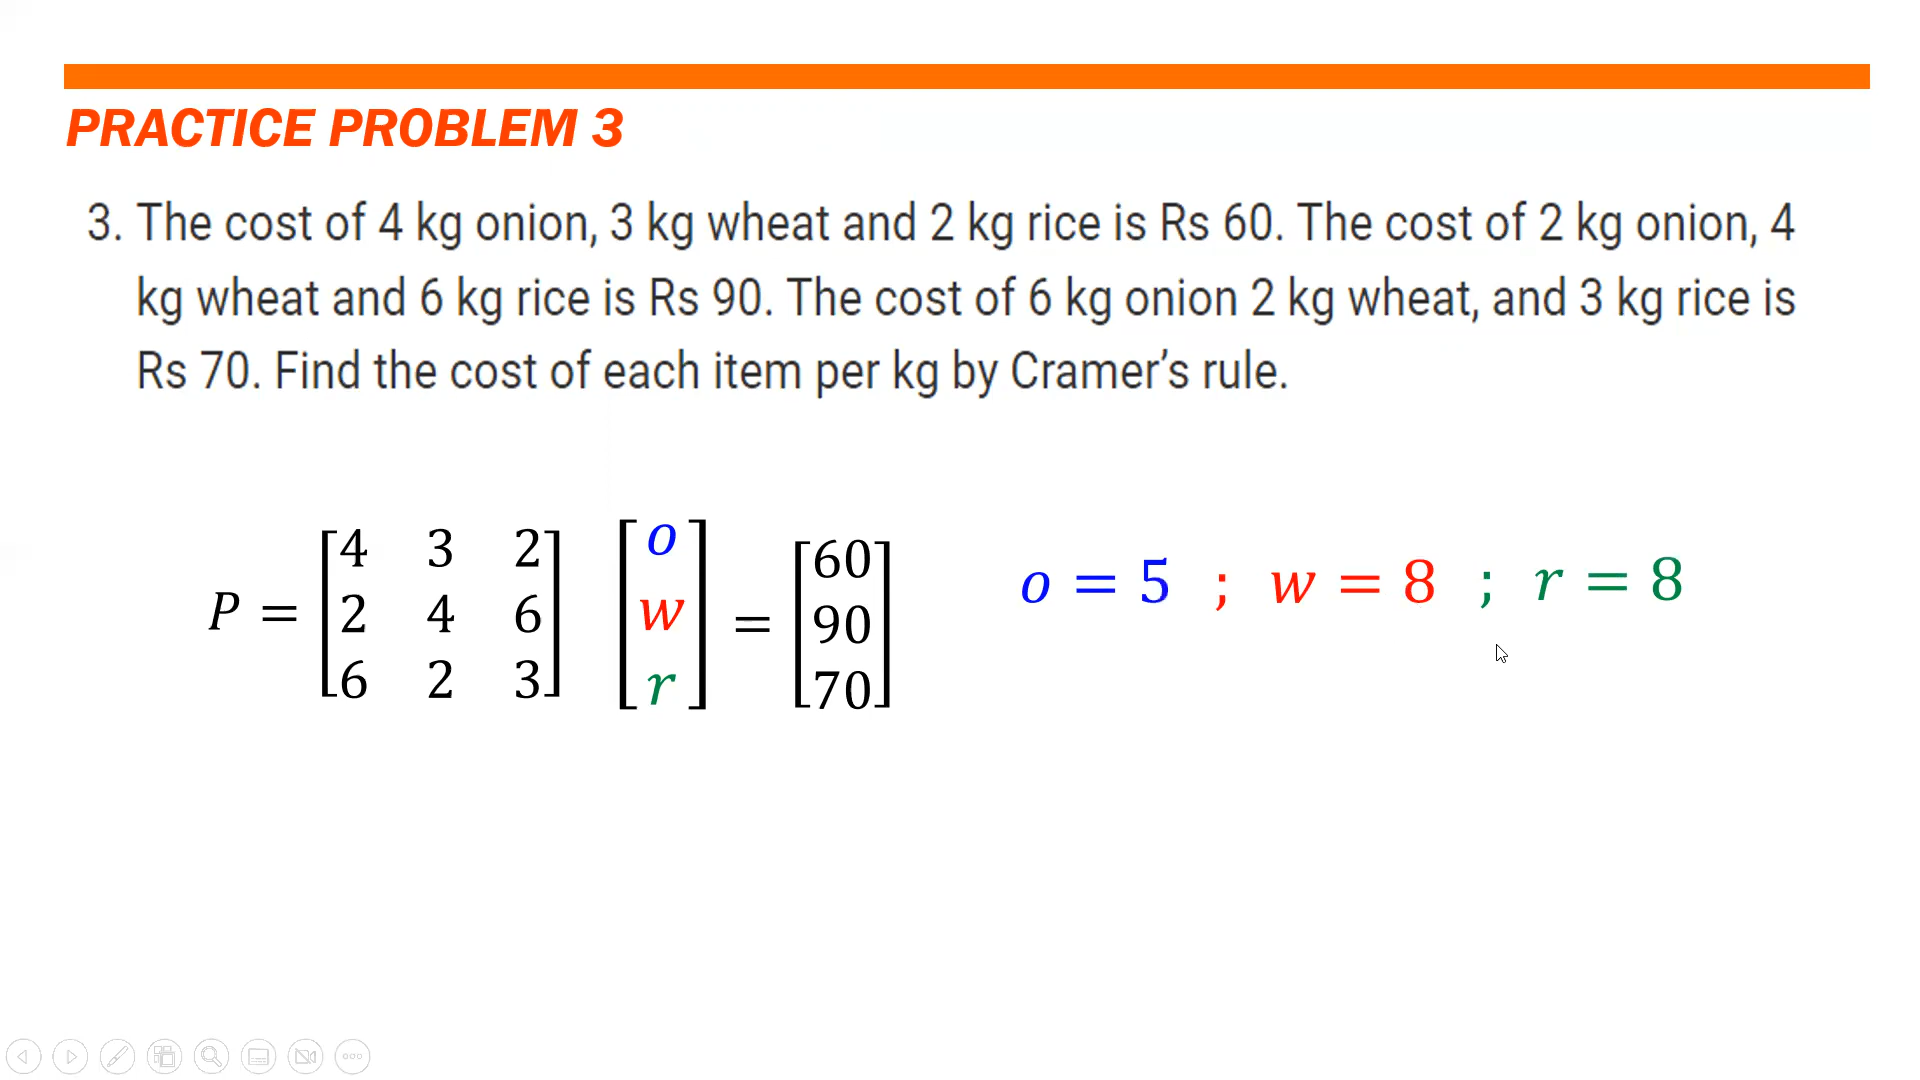 PRACTICE PROBLEM 3
3. The cost of 4 kg onion, 3 kg wheat and 2 kg rice is Rs 60. The cost of 2 kg onion, 4
kg wheat and 6 kg rice is Rs 90. The cost of 6 kg onion 2 kg wheat, and 3 kg rice is
Rs 70. Find the cost of each item per kg by Cramer’s rule.
P = [4 3 2] [o] = [60] o = 5 ; w = 8 ; r = 8
[2 4 6] [w] [90]
[6 2 3] [r] [70]